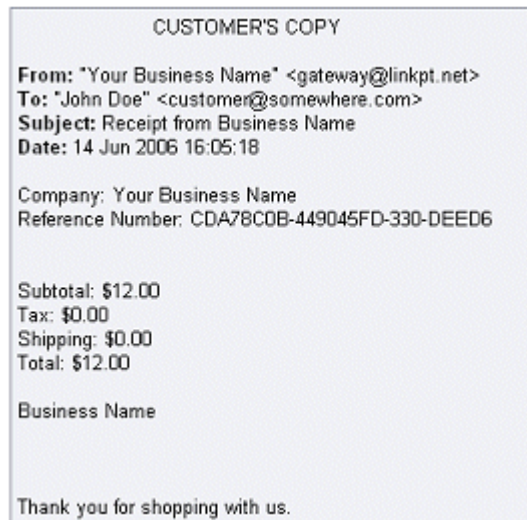 CUSTOMER'S COPY
From: "Your Business Name" <gateway@linkpt.net>
To: "John Doe" <customer@somewhere.com>
Subject: Receipt from Business Name
Date: 14 Jun 2006 16:05:18
Company: Your Business Name
Reference Number: CDA78C0B-449045FD-330-DEED6
Subtotal: $12.00
Tax: $0.00
Shipping: $0.00
Total: $12.00
Business Name
Thank you for shopping with us.